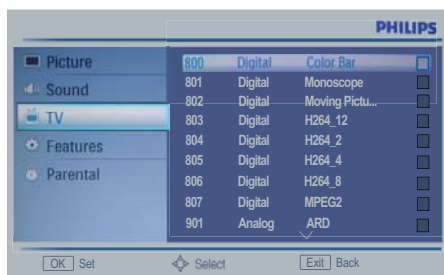 PHILIPS
Picture
Sound
TV
Features
Parental
800 Digital Color Bar
801 Digital Monoscope
802 Digital Moving Pictu...
803 Digital H264_12
804 Digital H264_2
805 Digital H264_4
806 Digital H264_8
807 Digital MPEG2
901 Analog ARD
OK Set Select Exit Back